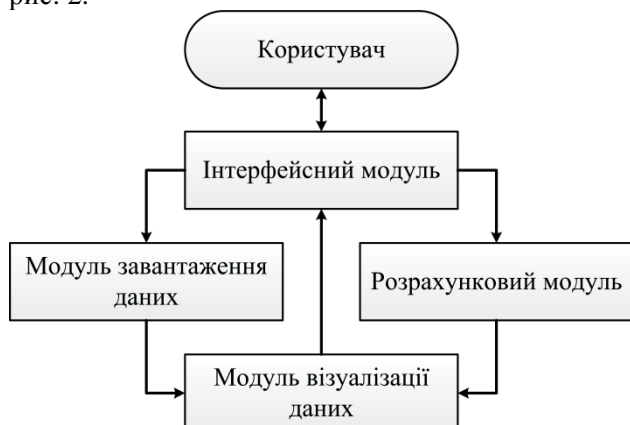 рис. 2.
Користувач
Інтерфейсний модуль
Модуль завантаження
даних
Розрахунковий модуль
Модуль візуалізації
даних